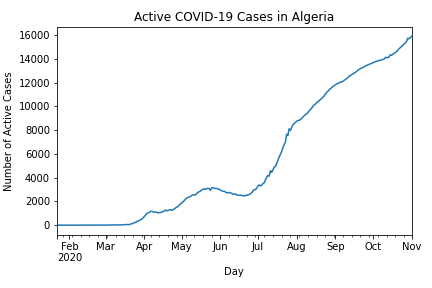 Active COVID-19 Cases in Algeria
Number of Active Cases
16000
14000
12000
10000
8000
6000
4000
2000
0
Feb Mar Apr May Jun Jul Aug Sep Oct Nov
2020
Day